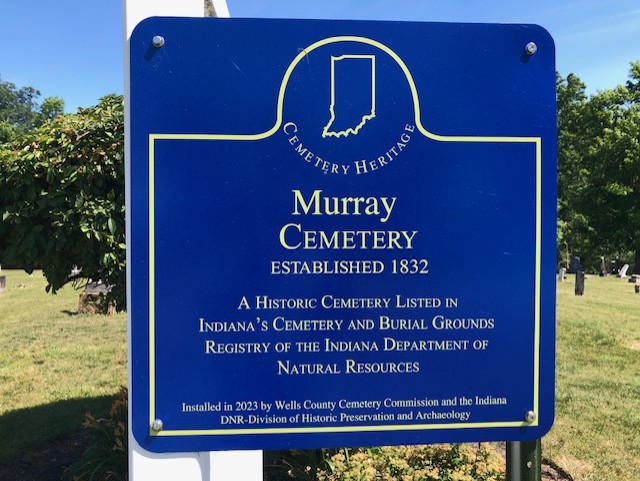 Cemetery Heritage
Murray
Cemetery
Established 1832
A Historic Cemetery Listed in
Indiana's Cemetery and Burial Grounds
Registry of the Indiana Department of
Natural Resources
Installed in 2023 by Wells County Cemetery Commission and the Indiana
DNR-Division of Historic Preservation and Archaeology